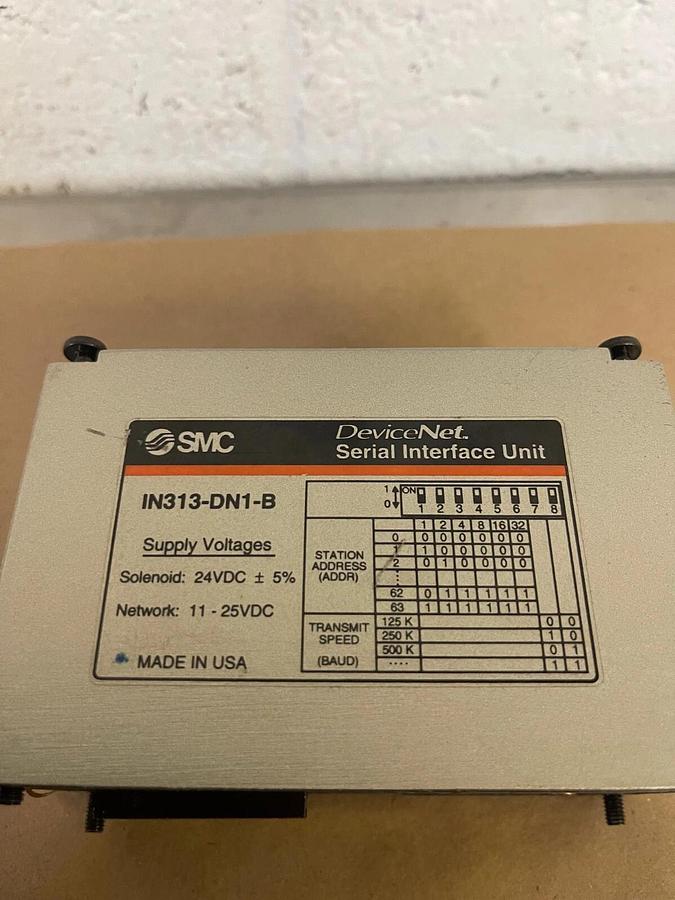 SMC
DeviceNet™
Serial Interface Unit
IN313-DN1-B
Supply Voltages
Solenoid: 24VDC ± 5%
Network: 11 - 25VDC
MADE IN USA
1 ON
0 1 2 3 4 5 6 7 8
STATION ADDRESS (ADDR)
1 2 4 8 16 32
0 0 0 0 0 0 0
1 1 0 0 0 0 0
2 0 1 0 0 0 0
:
62 0 1 1 1 1 1
63 1 1 1 1 1 1
TRANSMIT SPEED (BAUD)
125 K 0 0
250 K 1 0
500 K 0 1
.... 1 1